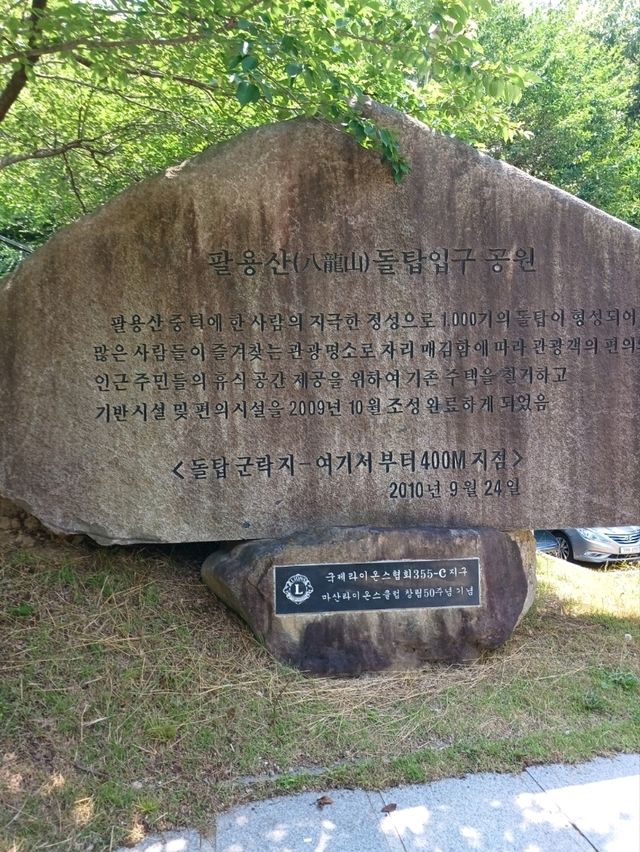 팔용산(八龍山)돌탑입구 공원
팔용산 중턱에 한 사람의 지극한 정성으로 1,000기의 돌탑이 형성되어
많은 사람들이 즐겨찾는 관광명소로 자리 매김함에 따라 관광객의 편의와
인근 주민들의 휴식 공간 제공을 위하여 기존 주택을 철거하고
기반시설 및 편의시설을 2009년 10월 조성 완료하게 되었음
<돌탑 군락지-여기서 부터 400M 지점>
2010년 9월 24일
국제라이온스협회355-C지구
L
마산라이온스클럽 창립50주년기념